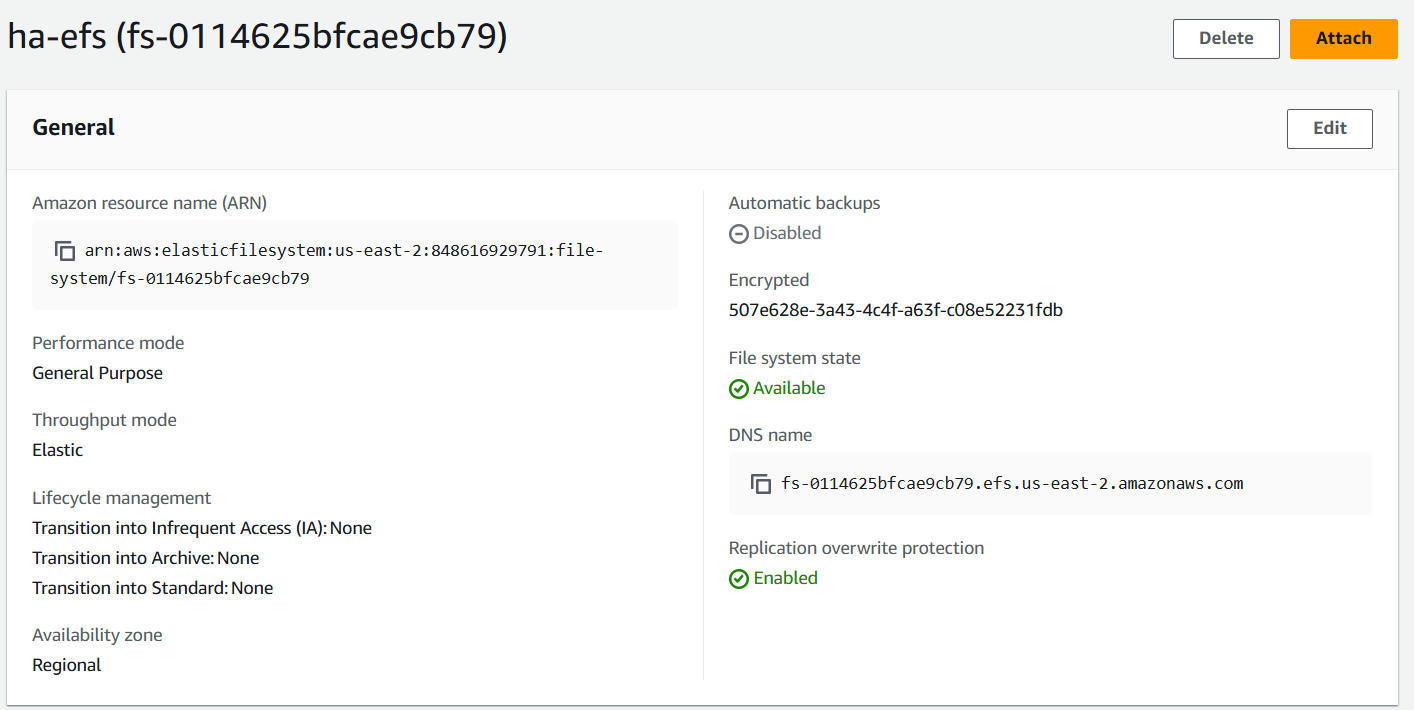 ha-efs (fs-0114625bfcae9cb79)
Delete
Attach
General
Edit
Amazon resource name (ARN)
arn:aws:elasticfilesystem:us-east-2:848616929791:file-
system/fs-0114625bfcae9cb79
Performance mode
General Purpose
Throughput mode
Elastic
Lifecycle management
Transition into Infrequent Access (IA): None
Transition into Archive: None
Transition into Standard: None
Availability zone
Regional
Automatic backups
Disabled
Encrypted
507e628e-3a43-4c4f-a63f-c08e52231fdb
File system state
Available
DNS name
fs-0114625bfcae9cb79.efs.us-east-2.amazonaws.com
Replication overwrite protection
Enabled